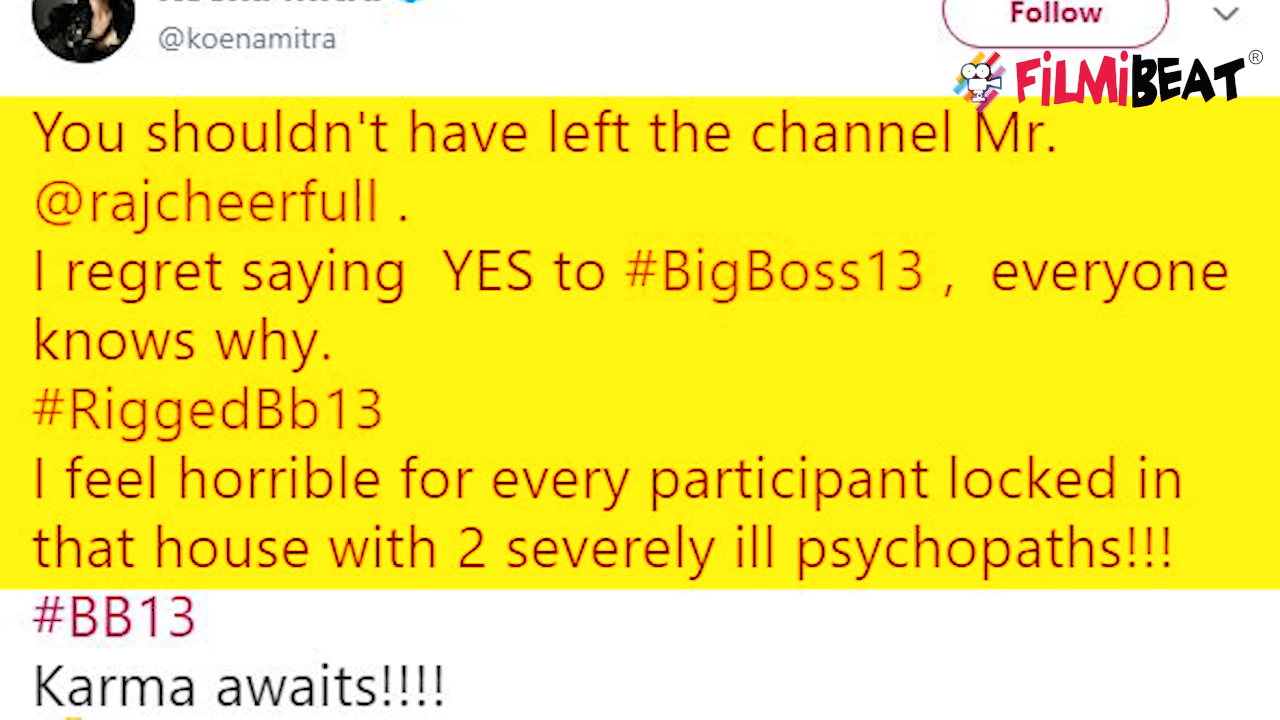 @koenamitra
Follow
FiLMiBEAT®
You shouldn't have left the channel Mr.
@rajcheerfull .
I regret saying YES to #BigBoss13 , everyone
knows why.
#RiggedBb13
I feel horrible for every participant locked in
that house with 2 severely ill psychopaths!!!
#BB13
Karma awaits!!!!